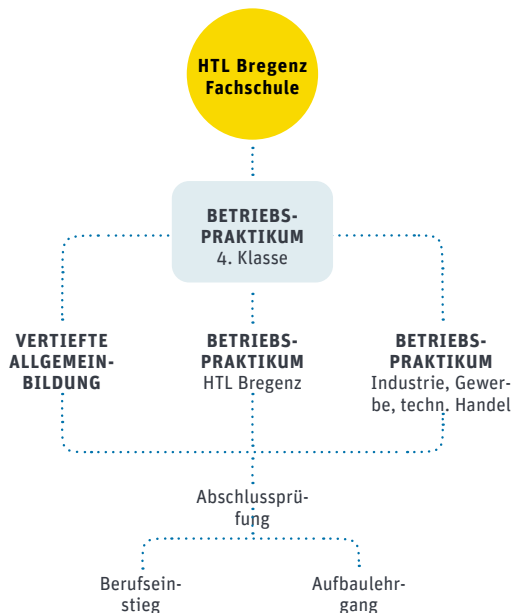 HTL Bregenz
Fachschule
BETRIEBS-
PRAKTIKUM
4. Klasse
VERTIEFTE
ALLGEMEIN-
BILDUNG
BETRIEBS-
PRAKTIKUM
HTL Bregenz
BETRIEBS-
PRAKTIKUM
Industrie, Gewer-
be, techn. Handel
Abschlussprü-
fung
Berufsein-
stieg
Aufbaulehr-
gang